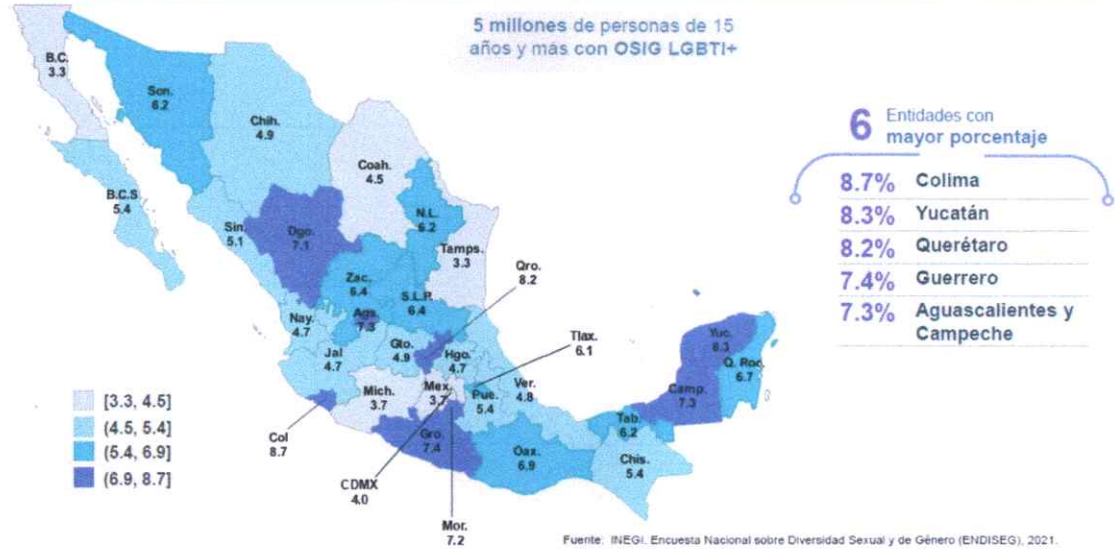 5 millones de personas de 15
años y más con OSIG LGBTI+
B.C.
3.3
Son.
6.2
Chih.
4.9
Coah.
4.5
B.C.S
5.4
Sin.
5.1
Dgo.
7.1
N.L.
6.2
Tamps.
3.3
Zac.
6.4
S.L.P.
6.4
Qro.
8.2
Nay.
4.7
Ags.
7.3
Jal
4.7
Gto.
4.9
Hgo.
4.7
Tlax.
6.1
Mich.
3.7
Mex.
3.7
Pue.
5.4
Ver.
4.8
Col
8.7
Gro.
7.4
CDMX
4.0
Mor.
7.2
Oax.
6.9
Tab.
6.2
Chis.
5.4
Camp.
7.3
Yuc.
8.3
Q. Roo.
6.7
[3.3, 4.5]
(4.5, 5.4]
(5.4, 6.9]
(6.9, 8.7]
6 Entidades con
mayor porcentaje
8.7% Colima
8.3% Yucatán
8.2% Querétaro
7.4% Guerrero
7.3% Aguascalientes y
Campeche
Fuente: INEGI. Encuesta Nacional sobre Diversidad Sexual y de Género (ENDISEG), 2021.